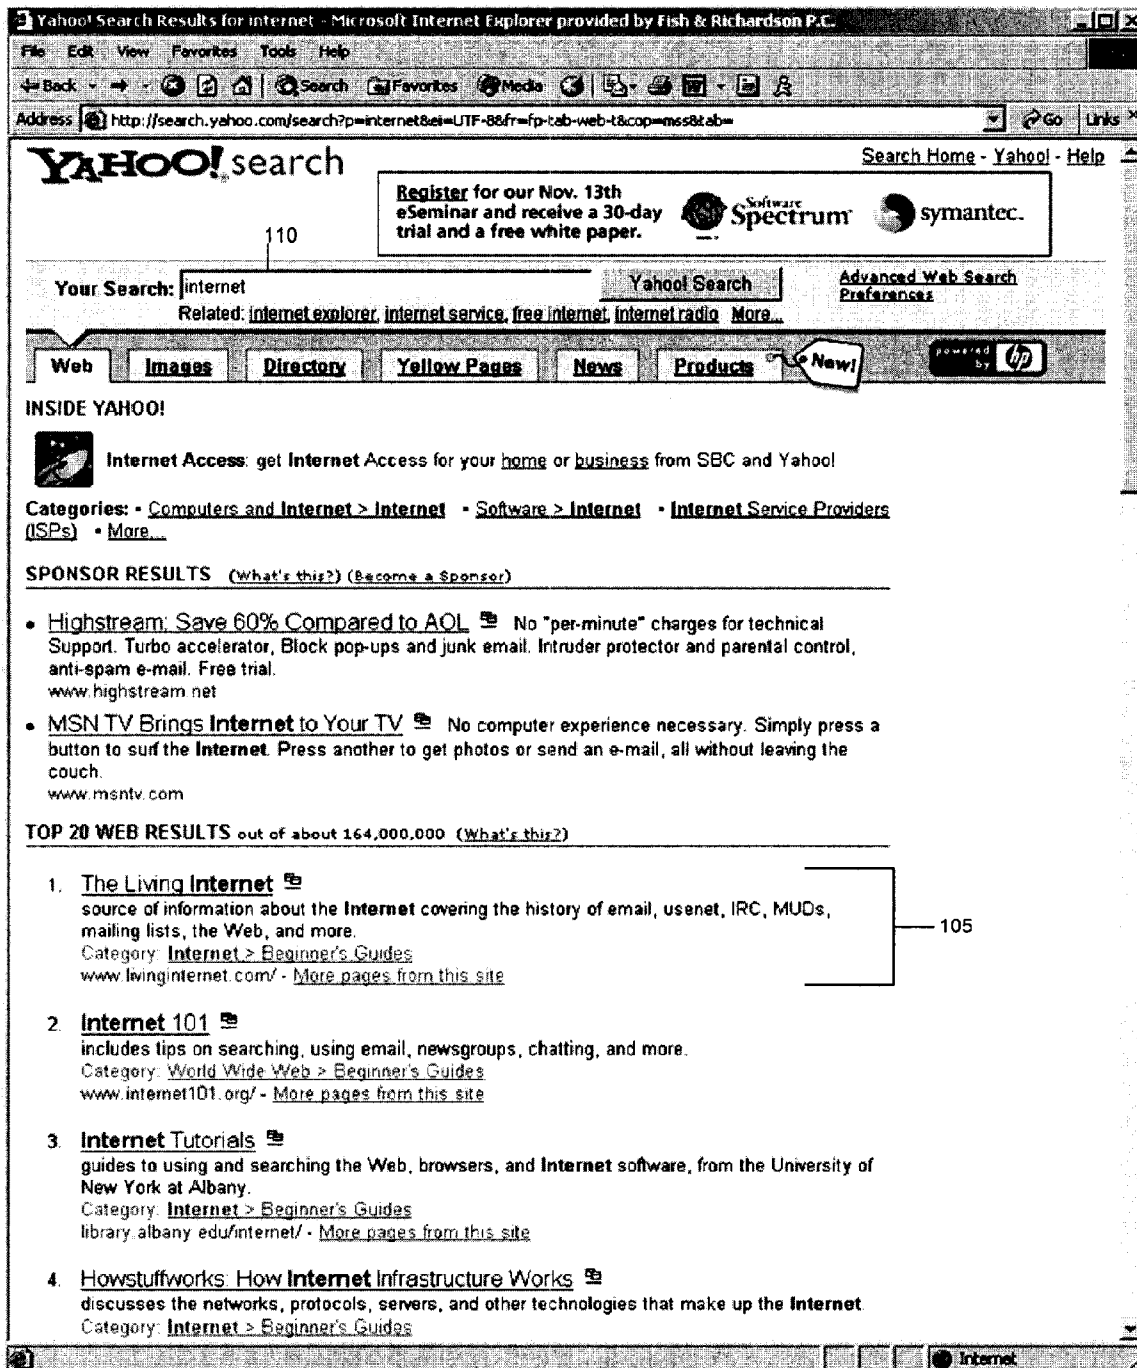 Yahoo! Search Results for internet - Microsoft Internet Explorer provided by Fish & Richardson P.C.
File Edit View Favorites Tools Help
Back Search Favorites Media
Address http://search.yahoo.com/search?p=internet&ei=UTF-8&fr=fp-tab-web-t&cop=mss&tab= Go Links
YAHOO! search
Search Home - Yahoo! - Help
Register for our Nov. 13th
eSeminar and receive a 30-day
trial and a free white paper.
Software
Spectrum
symantec.
110
Your Search: internet Yahoo! Search
Advanced Web Search
Preferences
Related: internet explorer, internet service, free internet, internet radio More...
Web Images Directory Yellow Pages News Products New!
powered by hp
INSIDE YAHOO!
Internet Access: get Internet Access for your home or business from SBC and Yahoo!
Categories: • Computers and Internet > Internet • Software > Internet • Internet Service Providers
(ISPs) • More...
SPONSOR RESULTS (What's this?) (Become a Sponsor)
• Highstream: Save 60% Compared to AOL No "per-minute" charges for technical
Support. Turbo accelerator, Block pop-ups and junk email. Intruder protector and parental control,
anti-spam e-mail. Free trial.
www.highstream.net
• MSN TV Brings Internet to Your TV No computer experience necessary. Simply press a
button to surf the Internet. Press another to get photos or send an e-mail, all without leaving the
couch.
www.msntv.com
TOP 20 WEB RESULTS out of about 164,000,000 (What's this?)
1. The Living Internet
source of information about the Internet covering the history of email, usenet, IRC, MUDs,
mailing lists, the Web, and more.
Category: Internet > Beginner's Guides
www.livinginternet.com/ - More pages from this site
105
2. Internet 101
includes tips on searching, using email, newsgroups, chatting, and more.
Category: World Wide Web > Beginner's Guides
www.internet101.org/ - More pages from this site
3. Internet Tutorials
guides to using and searching the Web, browsers, and Internet software, from the University of
New York at Albany.
Category: Internet > Beginner's Guides
library.albany.edu/internet/ - More pages from this site
4. Howstuffworks: How Internet Infrastructure Works
discusses the networks, protocols, servers, and other technologies that make up the Internet.
Category: Internet > Beginner's Guides
Internet